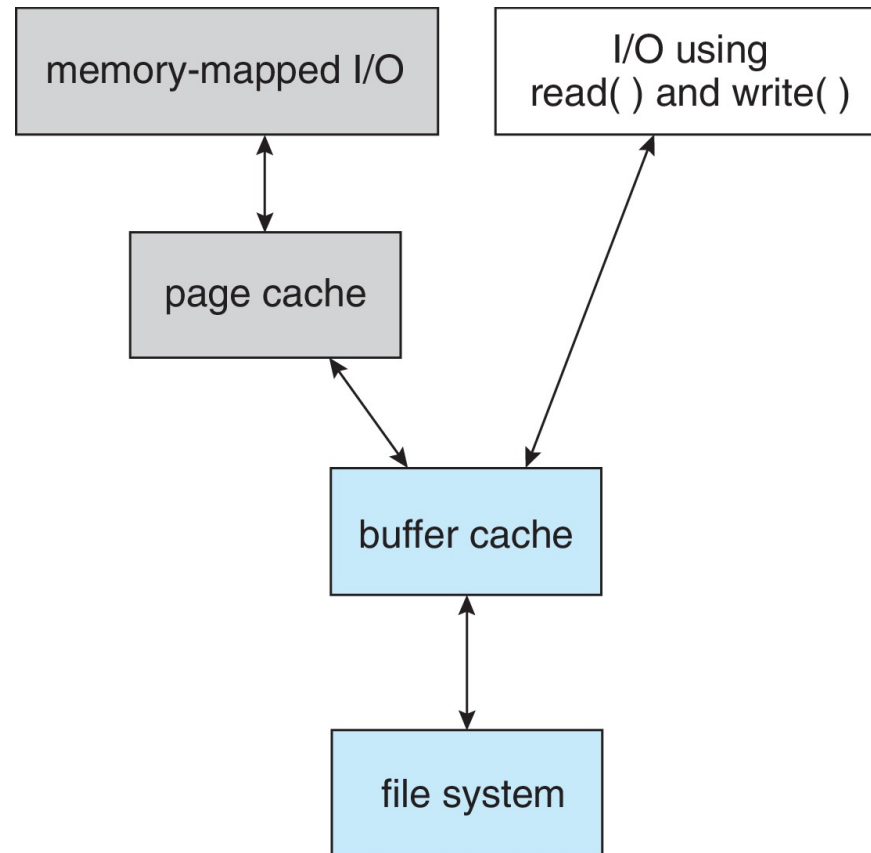 memory-mapped I/O
I/O using
read( ) and write( )
page cache
buffer cache
file system